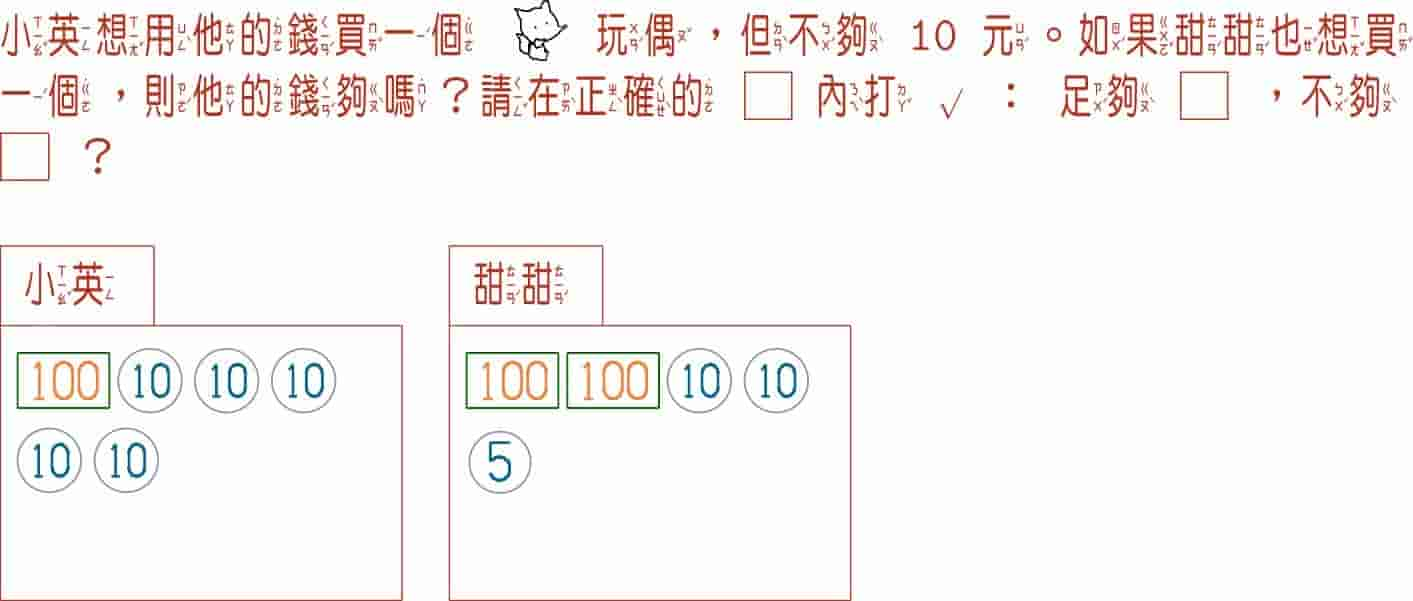 小英想用他的錢買一個 玩偶，但不夠 10 元。如果甜甜也想買
一個，則他的錢夠嗎？請在正確的 □ 內打 √ ： 足夠 □ ，不夠
□ ？
小英
甜甜
100 10 10 10
10 10
100 100 10 10
5